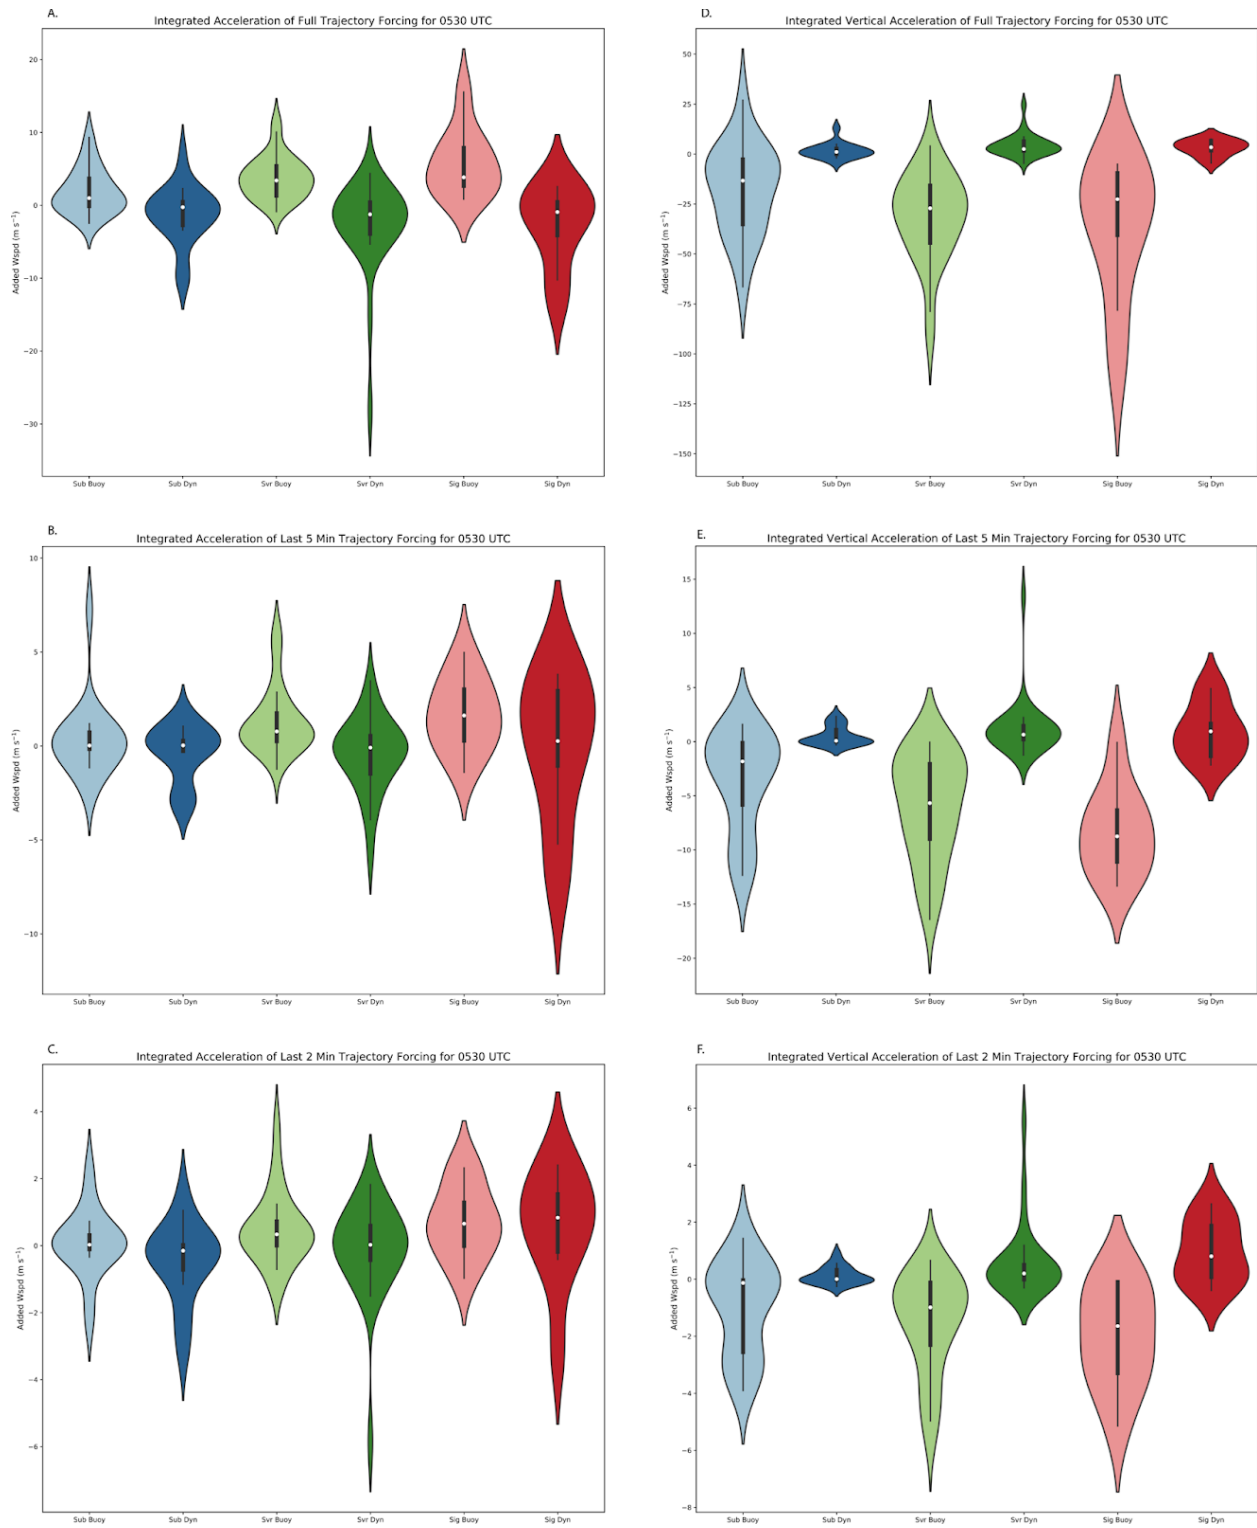 A.
Integrated Acceleration of Full Trajectory Forcing for 0530 UTC
20
10
0
−10
−20
−30
Added Wspd (m s⁻¹)
Sub Buoy Sub Dyn Svr Buoy Svr Dyn Sig Buoy Sig Dyn
D.
Integrated Vertical Acceleration of Full Trajectory Forcing for 0530 UTC
50
25
0
−25
−50
−75
−100
−125
−150
Added Wspd (m s⁻¹)
Sub Buoy Sub Dyn Svr Buoy Svr Dyn Sig Buoy Sig Dyn
B.
Integrated Acceleration of Last 5 Min Trajectory Forcing for 0530 UTC
10
5
0
−5
−10
Added Wspd (m s⁻¹)
Sub Buoy Sub Dyn Svr Buoy Svr Dyn Sig Buoy Sig Dyn
E.
Integrated Vertical Acceleration of Last 5 Min Trajectory Forcing for 0530 UTC
15
10
5
0
−5
−10
−15
−20
Added Wspd (m s⁻¹)
Sub Buoy Sub Dyn Svr Buoy Svr Dyn Sig Buoy Sig Dyn
C.
Integrated Acceleration of Last 2 Min Trajectory Forcing for 0530 UTC
4
2
0
−2
−4
−6
Added Wspd (m s⁻¹)
Sub Buoy Sub Dyn Svr Buoy Svr Dyn Sig Buoy Sig Dyn
F.
Integrated Vertical Acceleration of Last 2 Min Trajectory Forcing for 0530 UTC
6
4
2
0
−2
−4
−6
−8
Added Wspd (m s⁻¹)
Sub Buoy Sub Dyn Svr Buoy Svr Dyn Sig Buoy Sig Dyn